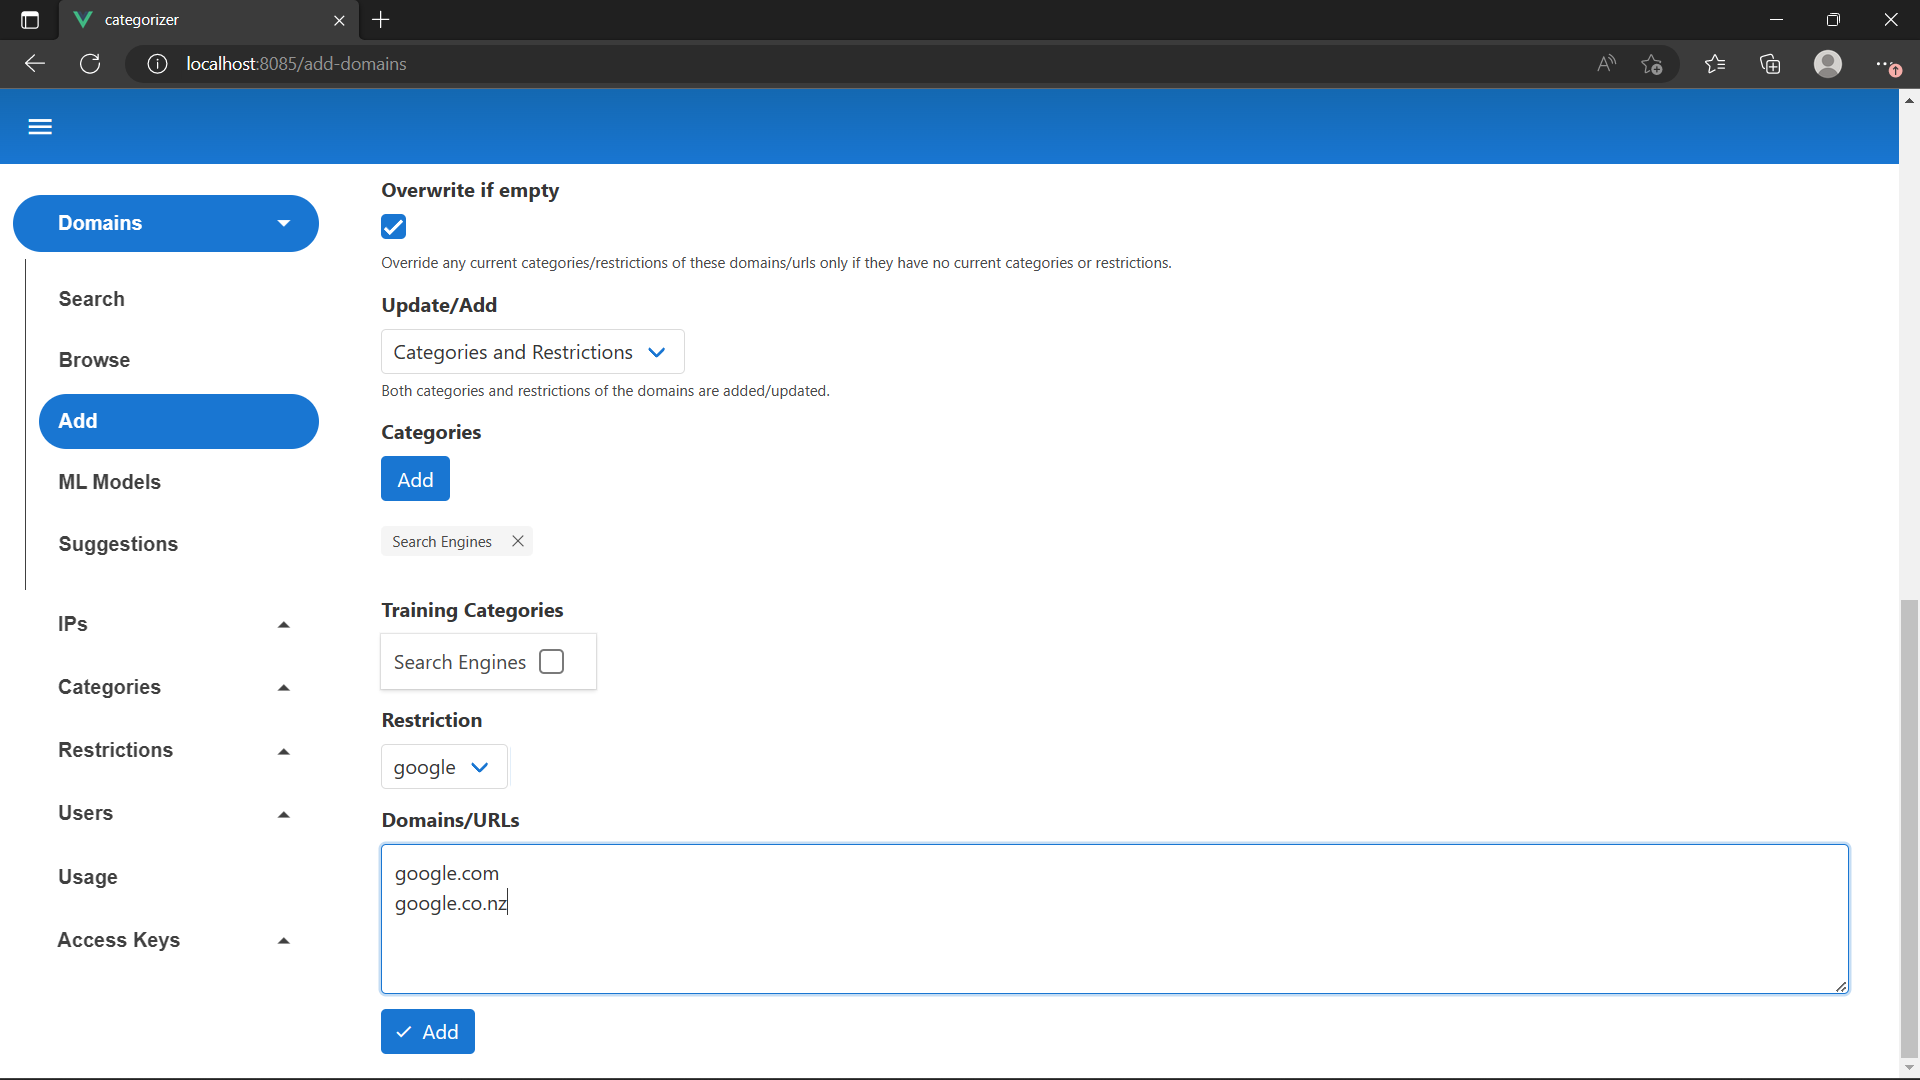 categorizer
localhost:8085/add-domains
Domains
Search
Browse
Add
ML Models
Suggestions
IPs
Categories
Restrictions
Users
Usage
Access Keys
Overwrite if empty
Override any current categories/restrictions of these domains/urls only if they have no current categories or restrictions.
Update/Add
Categories and Restrictions
Both categories and restrictions of the domains are added/updated.
Categories
Add
Search Engines
Training Categories
Search Engines
Restriction
google
Domains/URLs
google.com
google.co.nz
Add